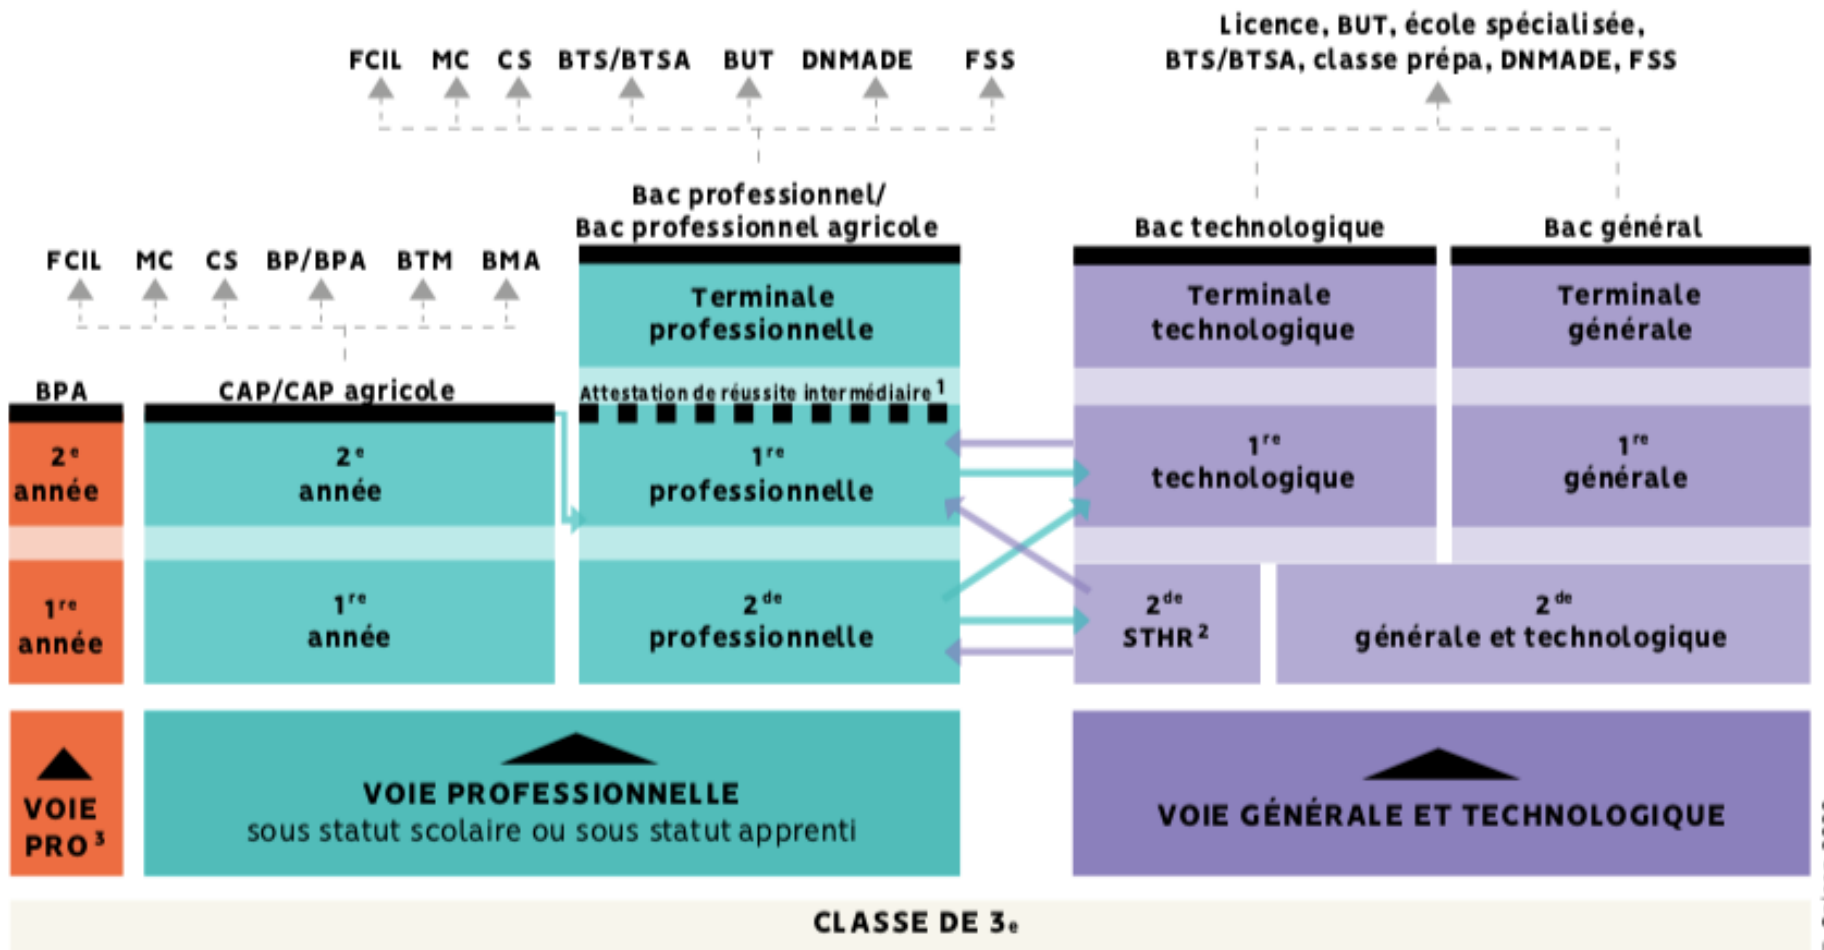 Licence, BUT, école spécialisée,
BTS/BTSA, classe prépa, DNMADE, FSS
FCIL MC CS BTS/BTSA BUT DNMADE FSS
Bac professionnel/
Bac professionnel agricole
Bac technologique
Bac général
FCIL MC CS BP/BPA BTM BMA
Terminale
professionnelle
Terminale
technologique
Terminale
générale
BPA
CAP/CAP agricole
Attestation de réussite intermédiaire 1
2e
année
2e
année
1re
professionnelle
1re
technologique
1re
générale
1re
année
1re
année
2de
professionnelle
2de
STHR 2
2de
générale et technologique
VOIE
PRO 3
VOIE PROFESSIONNELLE
sous statut scolaire ou sous statut apprenti
VOIE GÉNÉRALE ET TECHNOLOGIQUE
CLASSE DE 3e